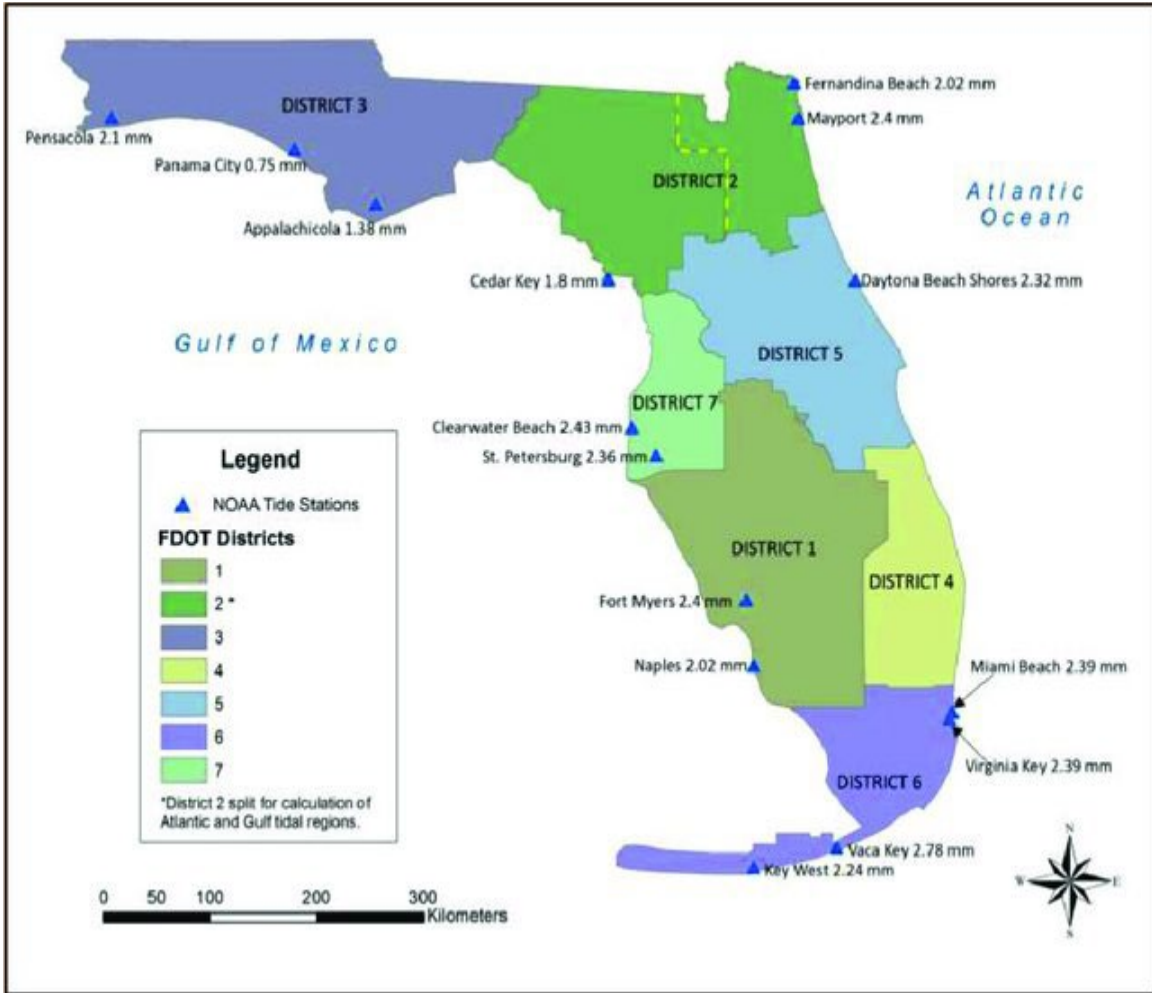 DISTRICT 3
Fernandina Beach 2.02 mm
Mayport 2.4 mm
Pensacola 2.1 mm
Panama City 0.75 mm
DISTRICT 2
Atlantic
Ocean
Appalachicola 1.38 mm
Cedar Key 1.8 mm
Daytona Beach Shores 2.32 mm
Gulf of Mexico
DISTRICT 5
DISTRICT 7
Clearwater Beach 2.43 mm
St. Petersburg 2.36 mm
Legend
NOAA Tide Stations
FDOT Districts
1
2 *
3
4
5
6
7
*District 2 split for calculation of
Atlantic and Gulf tidal regions.
DISTRICT 1
DISTRICT 4
Fort Myers 2.4 mm
Naples 2.02 mm
Miami Beach 2.39 mm
Virginia Key 2.39 mm
DISTRICT 6
Vaca Key 2.78 mm
Key West 2.24 mm
0 100 200 300
Kilometers
N
W E
S